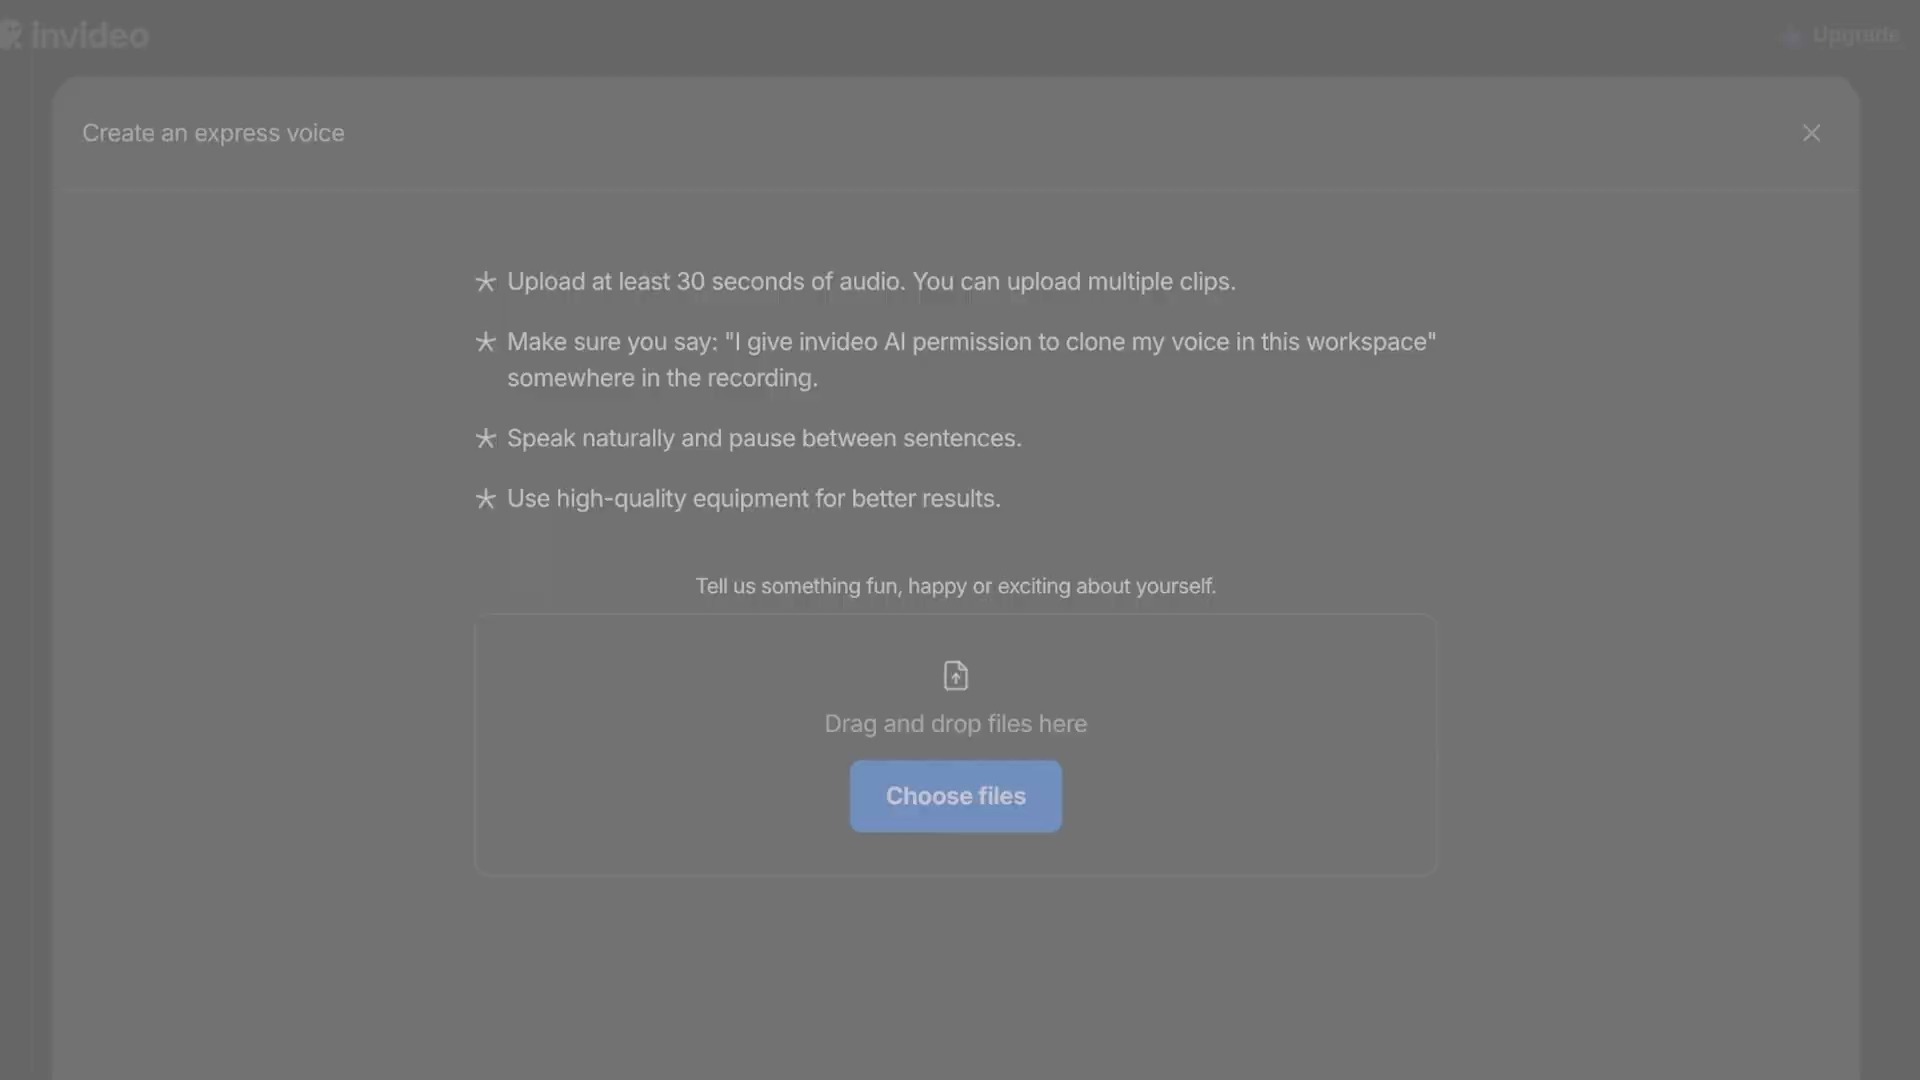 invideo
Upgrade
Create an express voice
Upload at least 30 seconds of audio. You can upload multiple clips.
Make sure you say: "I give invideo AI permission to clone my voice in this workspace"
somewhere in the recording.
Speak naturally and pause between sentences.
Use high-quality equipment for better results.
Tell us something fun, happy or exciting about yourself.
Drag and drop files here
Choose files